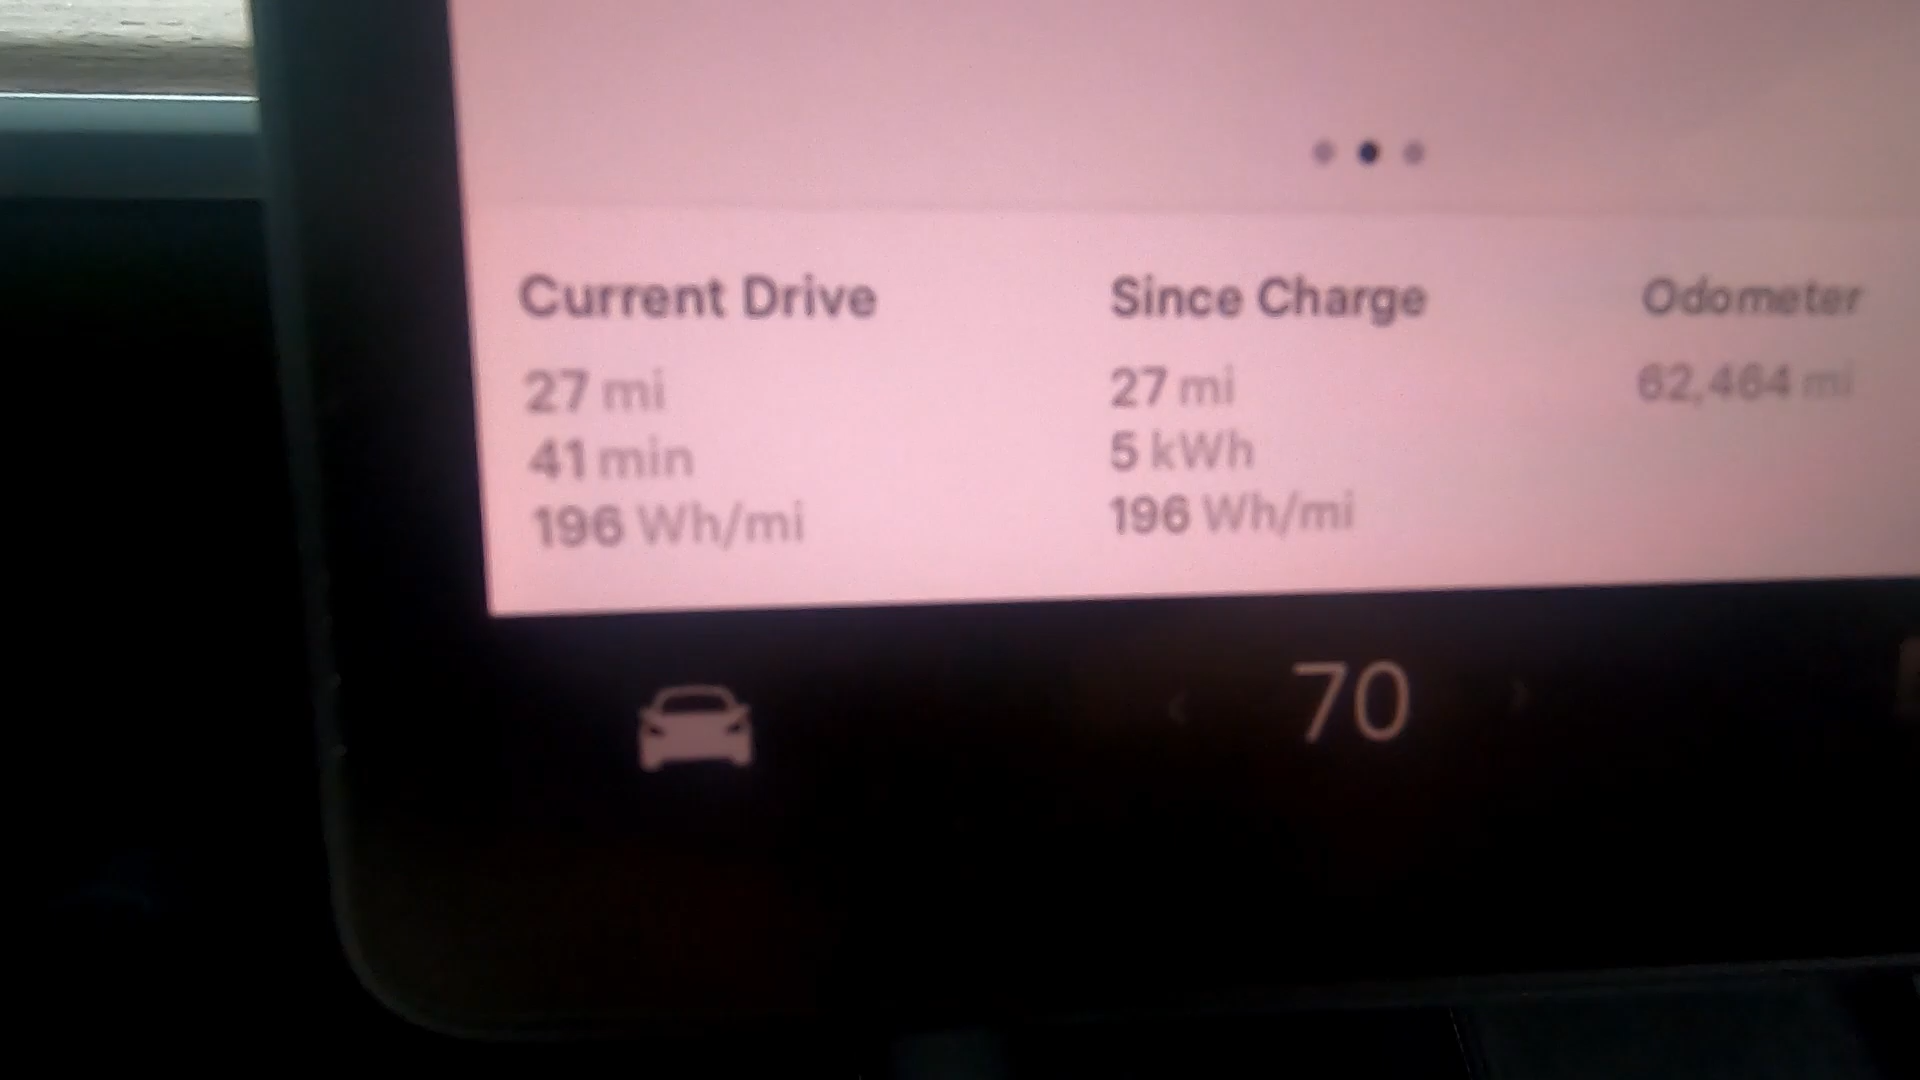 Current Drive
27 mi
41 min
196 Wh/mi
Since Charge
27 mi
5 kWh
196 Wh/mi
Odometer
62,464 mi
70